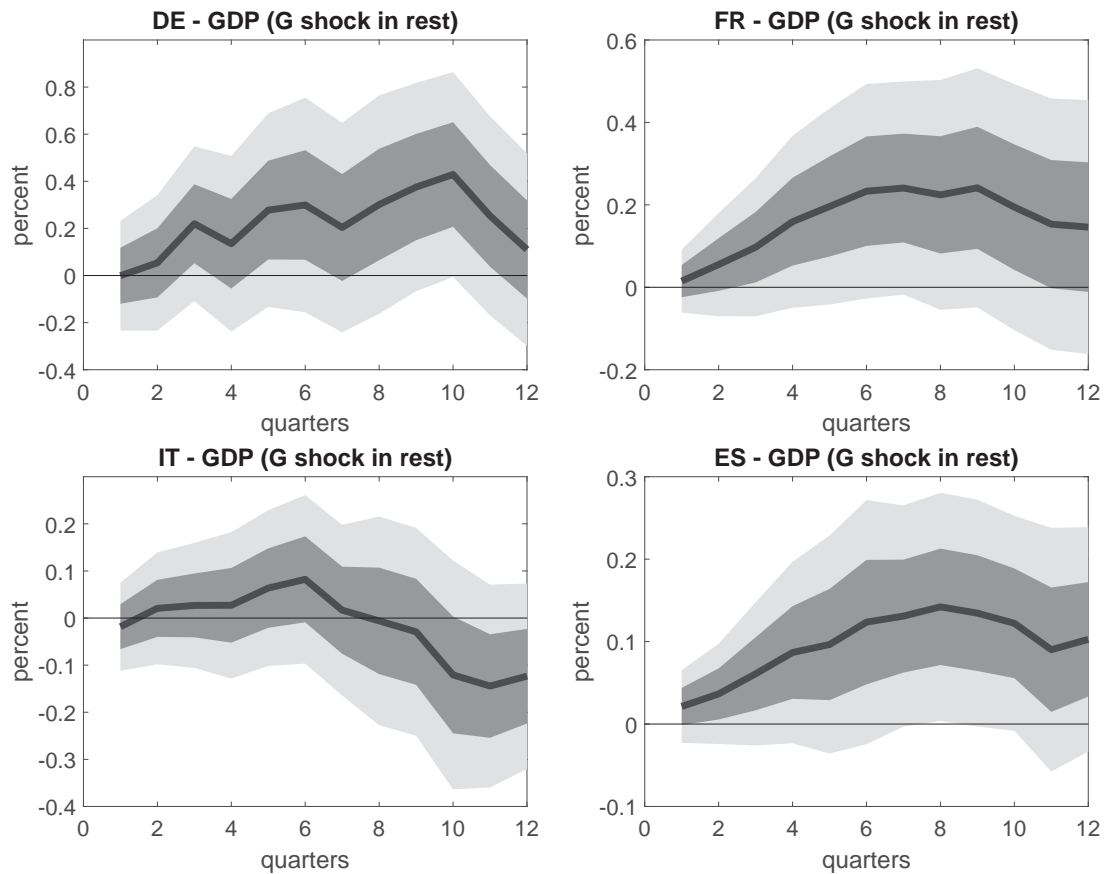 DE - GDP (G shock in rest)
percent
0.8
0.6
0.4
0.2
0
-0.2
-0.4
0 2 4 6 8 10 12
quarters
FR - GDP (G shock in rest)
percent
0.6
0.4
0.2
0
-0.2
0 2 4 6 8 10 12
quarters
IT - GDP (G shock in rest)
percent
0.2
0.1
0
-0.1
-0.2
-0.3
-0.4
0 2 4 6 8 10 12
quarters
ES - GDP (G shock in rest)
percent
0.3
0.2
0.1
0
-0.1
0 2 4 6 8 10 12
quarters